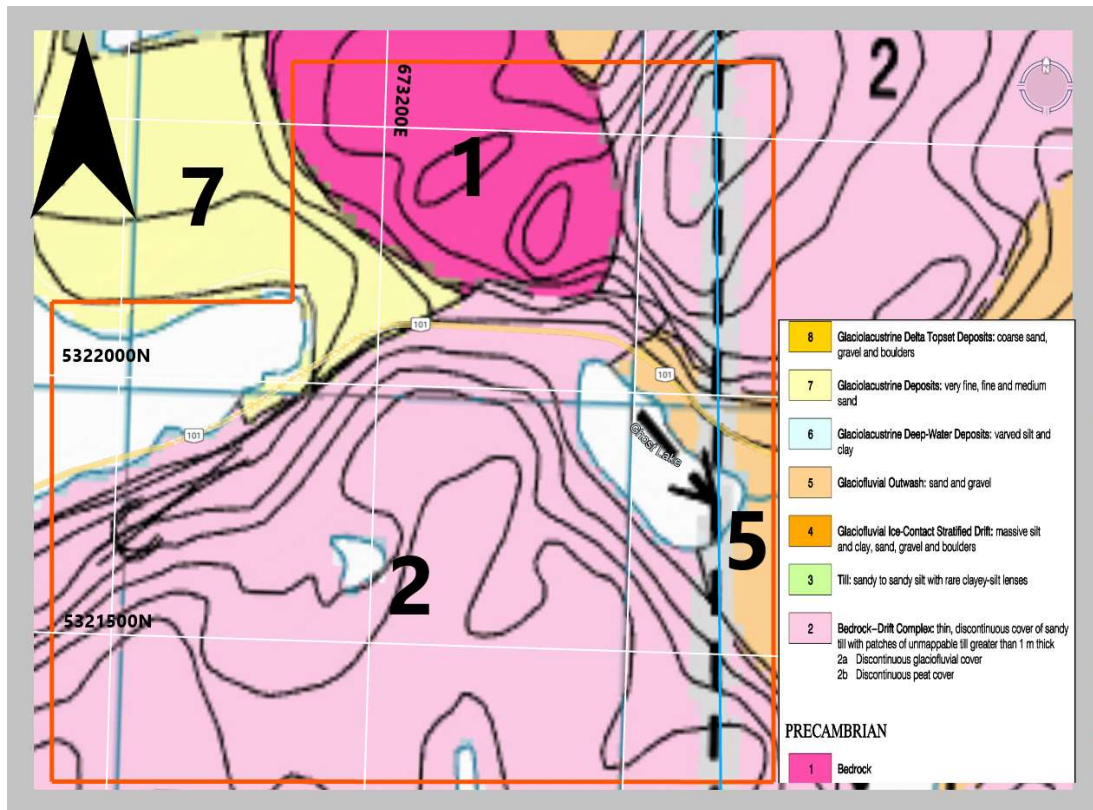 N
2
673200E
1
7
101
5322000N
101
101
Ghost Lake
5
2
5321500N
8 Glaciolacustrine Delta Topset Deposits: coarse sand,
gravel and boulders
7 Glaciolacustrine Deposits: very fine, fine and medium
sand
6 Glaciolacustrine Deep-Water Deposits: varved silt and
clay
5 Glaciofluvial Outwash: sand and gravel
4 Glaciofluvial Ice-Contact Stratified Drift: massive silt
and clay, sand, gravel and boulders
3 Till: sandy to sandy silt with rare clayey-silt lenses
2 Bedrock–Drift Complex: thin, discontinuous cover of sandy
till with patches of unmappable till greater than 1 m thick
2a Discontinuous glaciofluvial cover
2b Discontinuous peat cover
PRECAMBRIAN
1 Bedrock